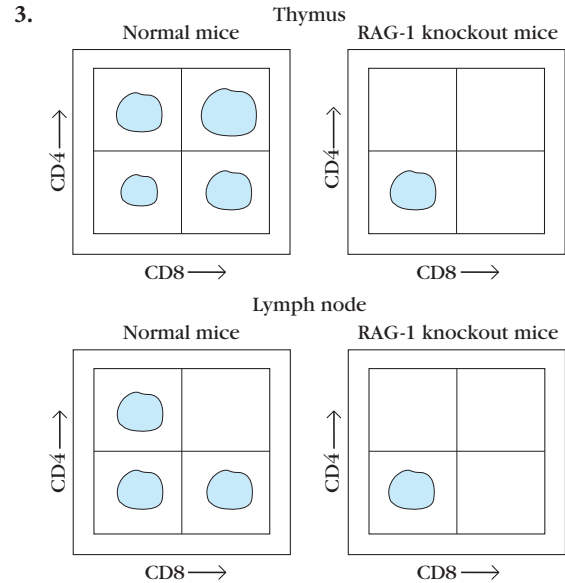 3.
Thymus
Normal mice
RAG-1 knockout mice
CD4
CD4
CD8
CD8
Lymph node
Normal mice
RAG-1 knockout mice
CD4
CD4
CD8
CD8